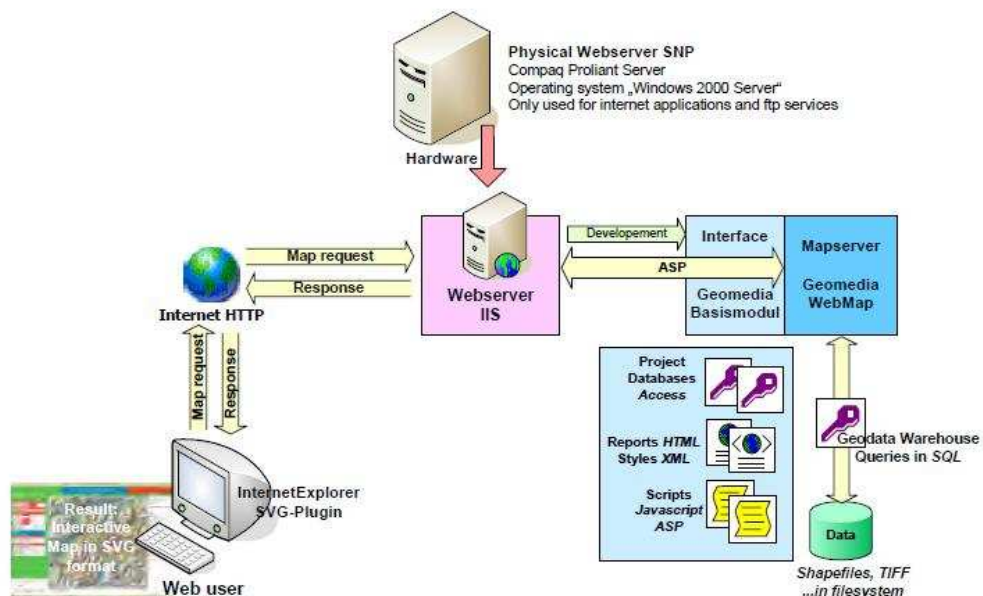 Physical Webserver SNP
Compaq Proliant Server
Operating system „Windows 2000 Server“
Only used for internet applications and ftp services
Hardware
Map request
Response
Internet HTTP
Map request
Response
Webserver
IIS
Developement
ASP
Interface
Geomedia
Basismodul
Mapserver
Geomedia
WebMap
Project
Databases
Access
Reports HTML
Styles XML
Scripts
Javascript
ASP
Geodata Warehouse
Queries in SQL
Data
Shapefiles, TIFF
...in filesystem
InternetExplorer
SVG-Plugin
Result:
Interactive
Map in SVG
format
Web user